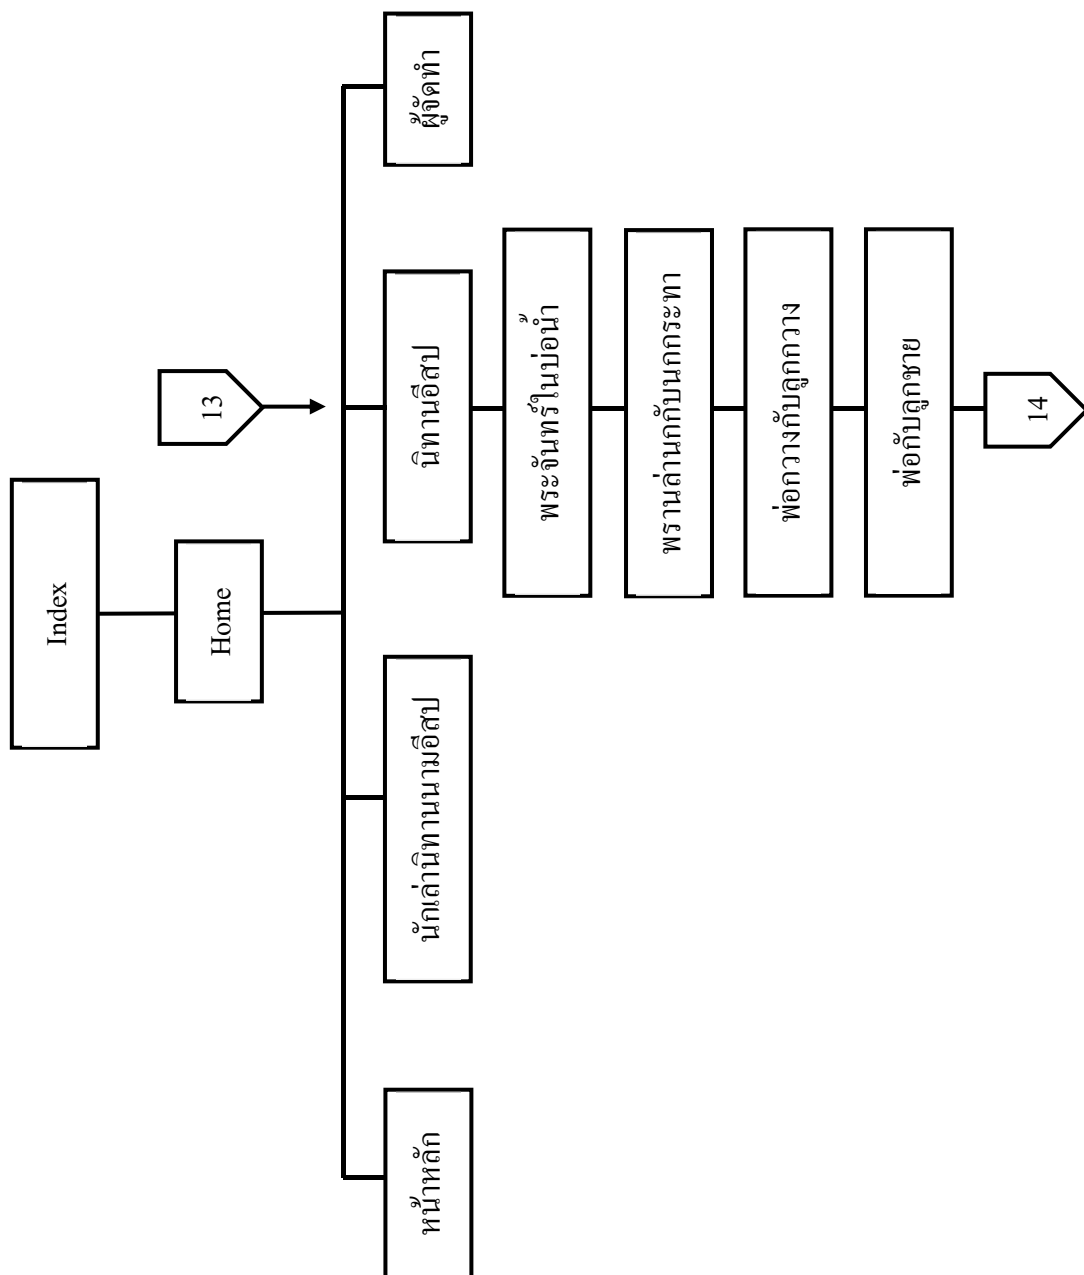 Index
Home
13
หน้าหลัก
นักเล่านิทานนามอีสป
นิทานอีสป
ผู้จัดทำ
พระจันทร์ในบ่อน้ำ
พรานล่านกกับนกกระทา
พ่อกวางกับลูกกวาง
พ่อกับลูกชาย
14